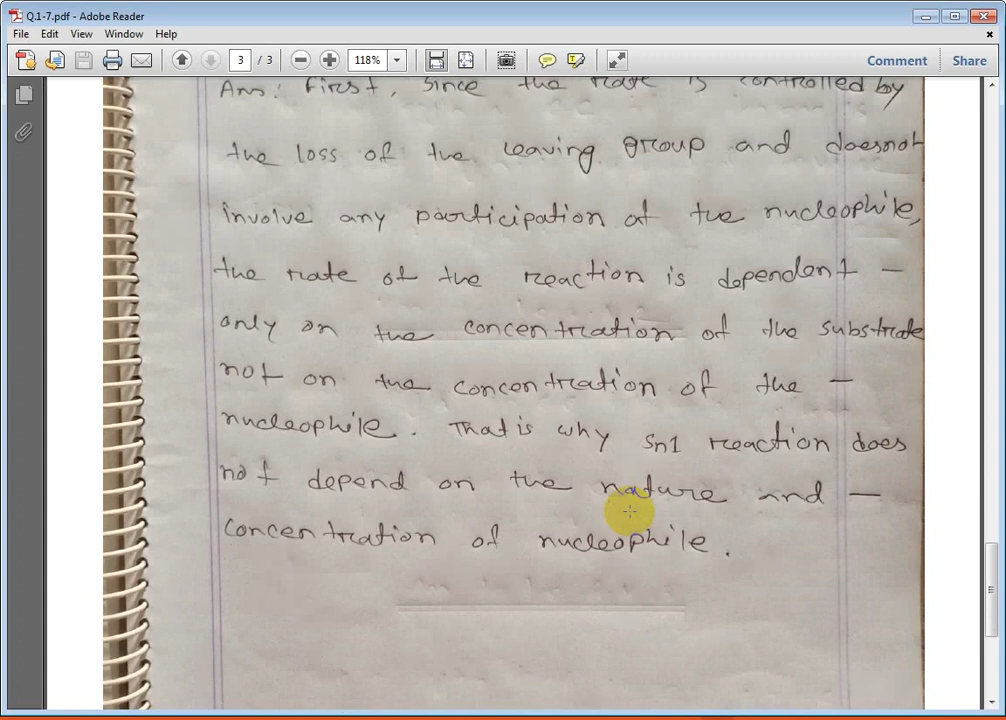 Q.1-7.pdf - Adobe Reader
File Edit View Window Help
3 / 3 118% Comment Share
Ans: First, Since the rate is controlled by
the loss of the leaving group and doesnot
involve any participation of the nucleophile,
the rate of the reaction is dependent -
only on the concentration of the substrate
not on the concentration of the -
nucleophile. That is why Sn1 reaction does
not depend on the nature and -
concentration of nucleophile.